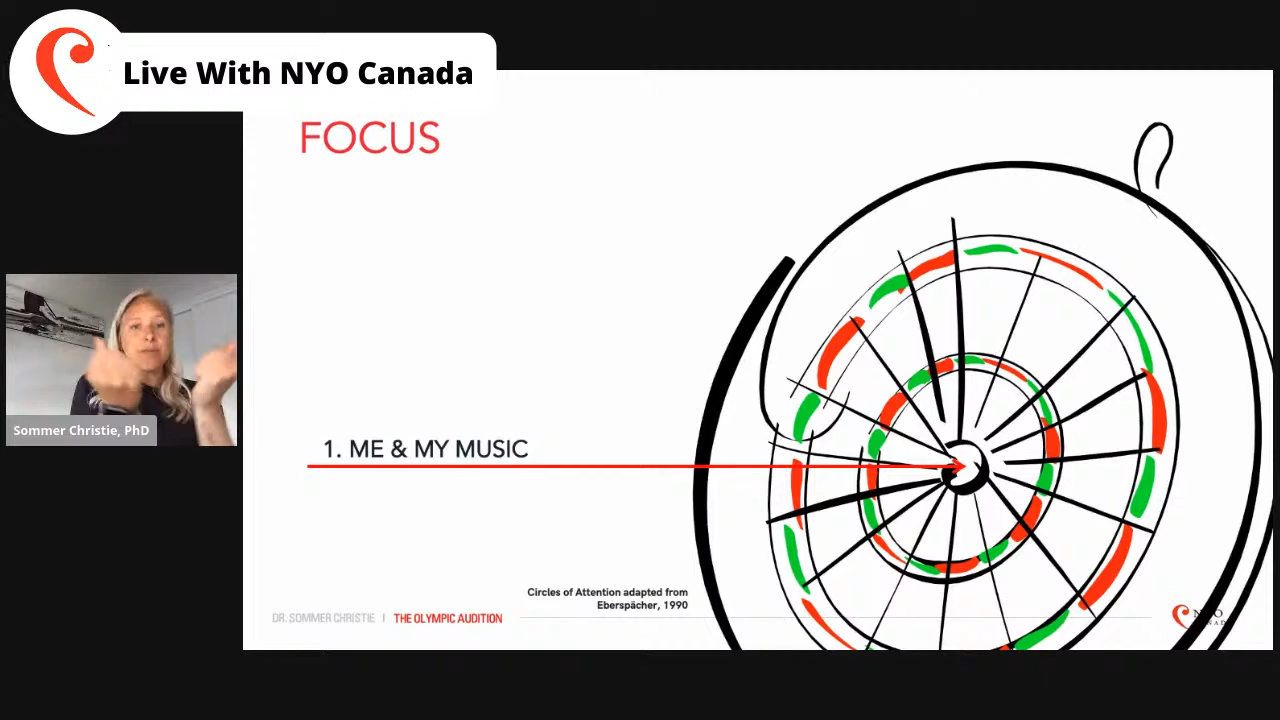 Live With NYO Canada
FOCUS
Sommer Christie, PhD
1. ME & MY MUSIC
Circles of Attention adapted from
Eberspächer, 1990
DR. SOMMER CHRISTIE | THE OLYMPIC AUDITION